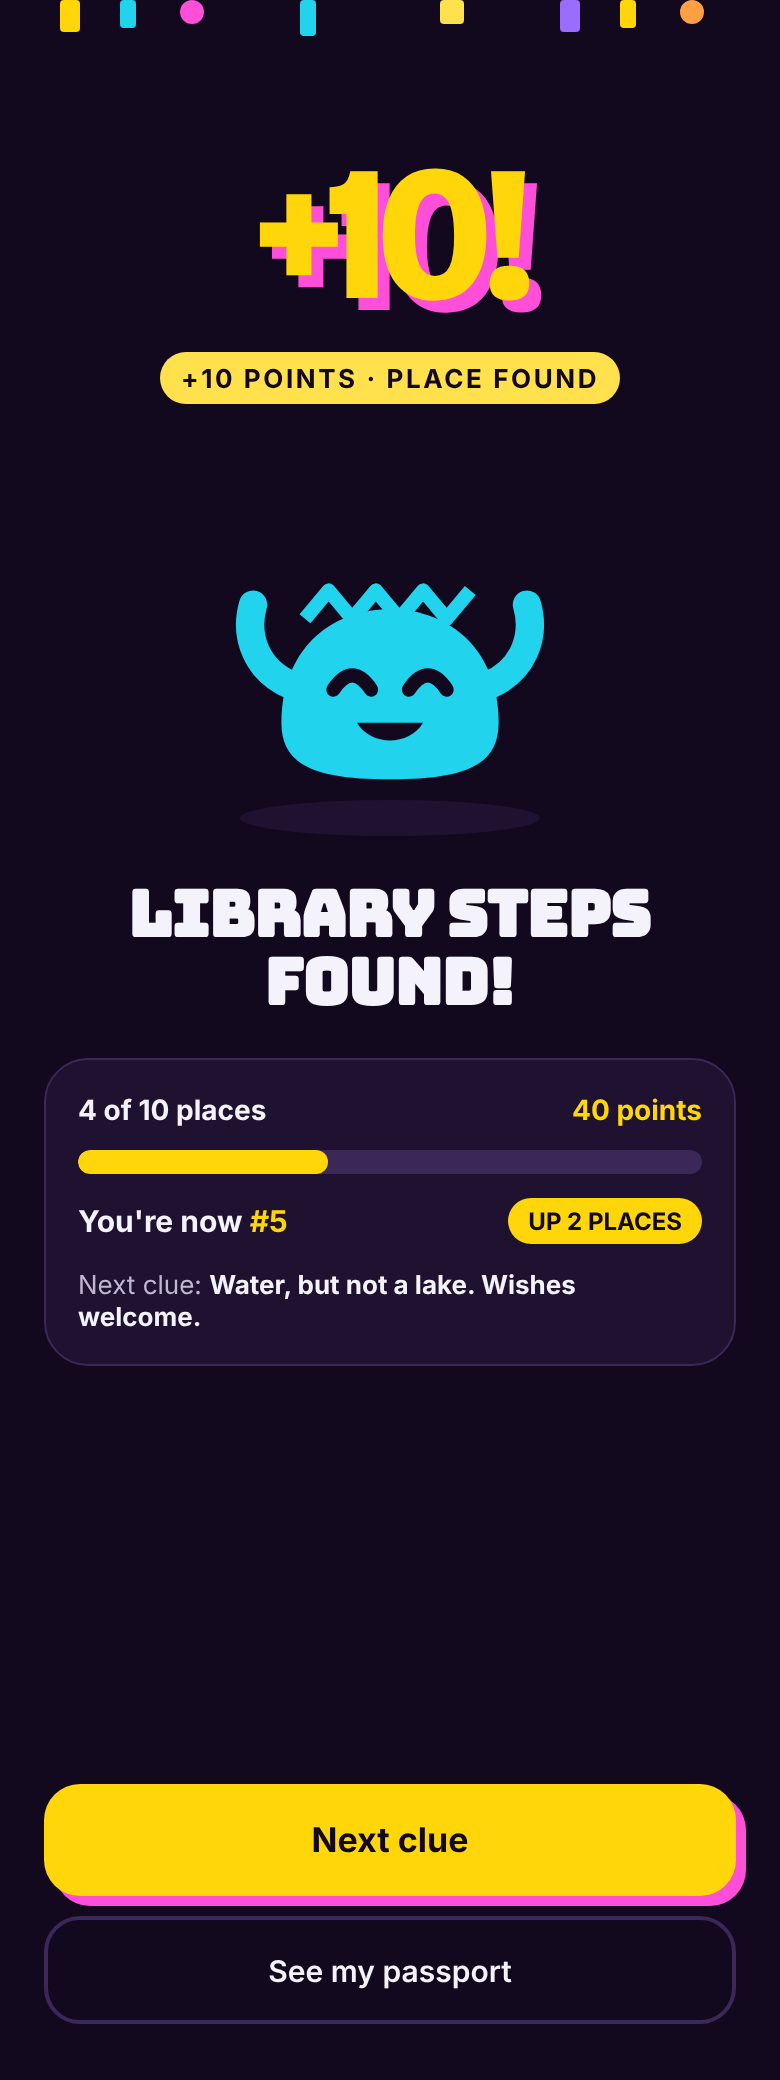 +10!
+10 POINTS · PLACE FOUND
LIBRARY STEPS
FOUND!
4 of 10 places
40 points
You're now #5
UP 2 PLACES
Next clue: Water, but not a lake. Wishes
welcome.
Next clue
See my passport